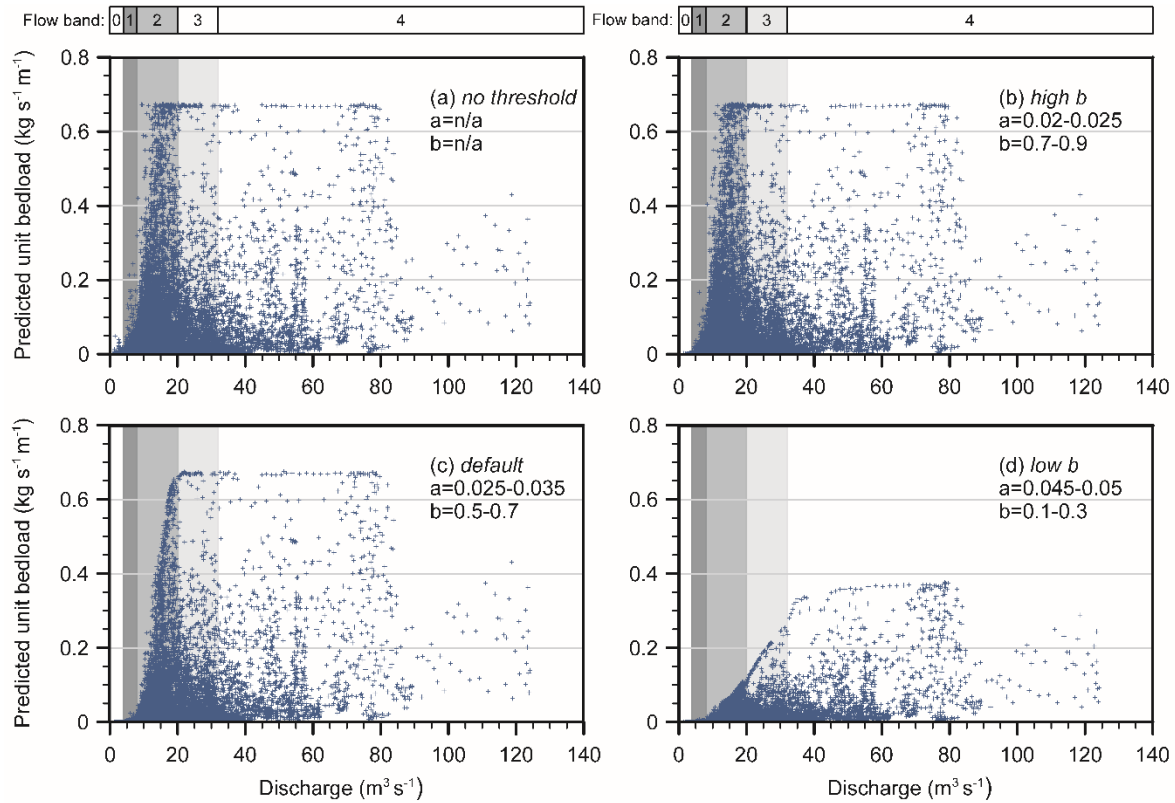 Flow band: 0 1 2 3 4
Flow band: 0 1 2 3 4
Predicted unit bedload (kg s⁻¹ m⁻¹)
0.8
0.6
0.4
0.2
0
(a) no threshold
a=n/a
b=n/a
0 20 40 60 80 100 120 140
0.8
0.6
0.4
0.2
0
(b) high b
a=0.02-0.025
b=0.7-0.9
0 20 40 60 80 100 120 140
Predicted unit bedload (kg s⁻¹ m⁻¹)
0.8
0.6
0.4
0.2
0
(c) default
a=0.025-0.035
b=0.5-0.7
0 20 40 60 80 100 120 140
Discharge (m³ s⁻¹)
0.8
0.6
0.4
0.2
0
(d) low b
a=0.045-0.05
b=0.1-0.3
0 20 40 60 80 100 120 140
Discharge (m³ s⁻¹)